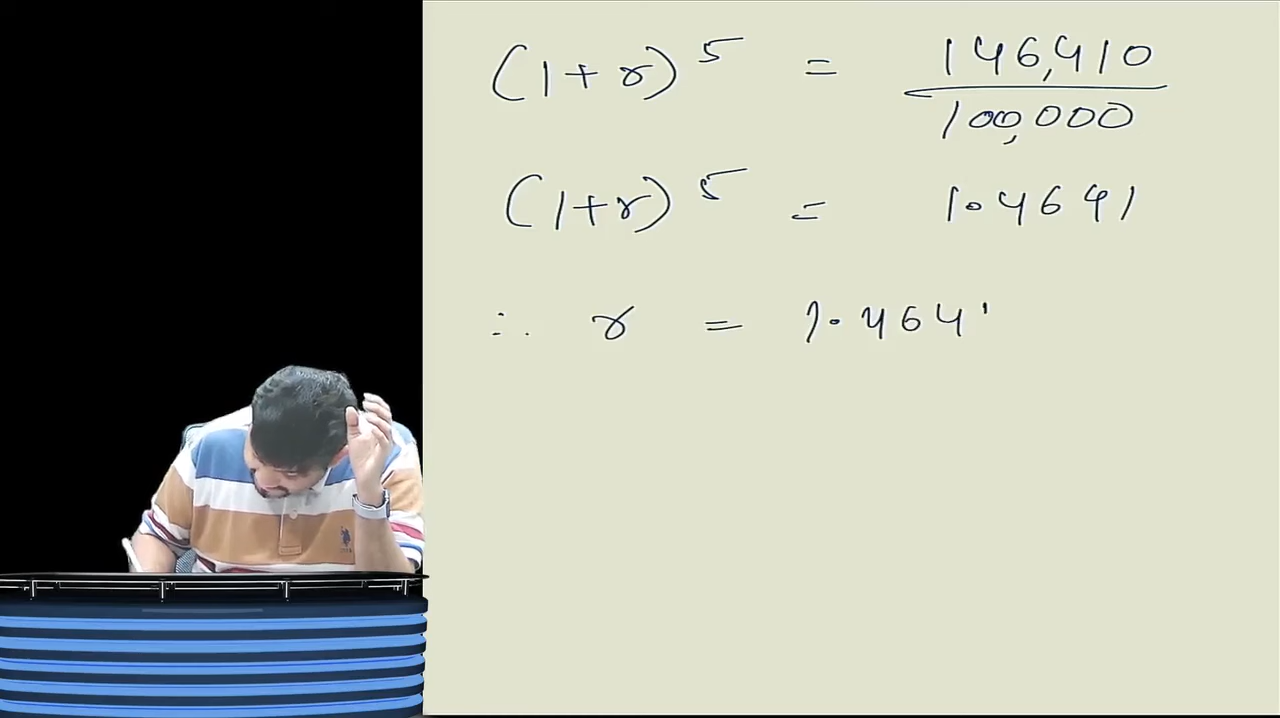 (1+r)^5 = 146,410
100,000
(1+r)^5 = 1.4641
∴ r = 1.464'